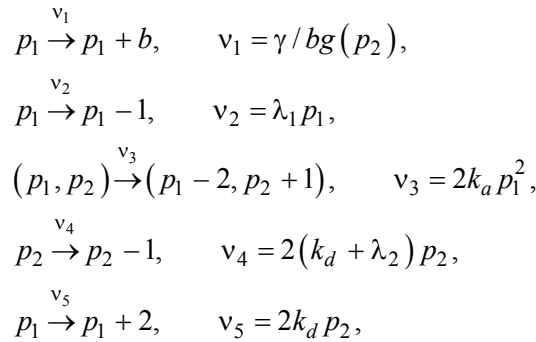 p₁ →^{ν₁} p₁ + b, ν₁ = γ / bg(p₂),
p₁ →^{ν₂} p₁ − 1, ν₂ = λ₁p₁,
(p₁, p₂) →^{ν₃} (p₁ − 2, p₂ + 1), ν₃ = 2kₐp₁²,
p₂ →^{ν₄} p₂ − 1, ν₄ = 2(k_d + λ₂)p₂,
p₁ →^{ν₅} p₁ + 2, ν₅ = 2k_d p₂,